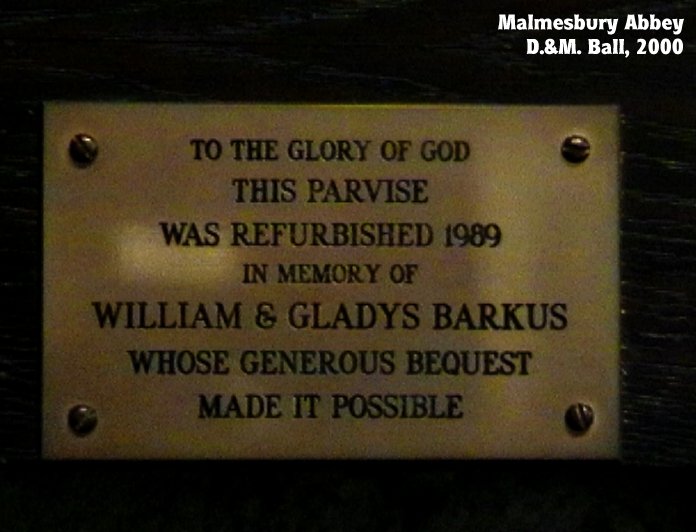 Malmesbury Abbey
D.&M. Ball, 2000
TO THE GLORY OF GOD
THIS PARVISE
WAS REFURBISHED 1989
IN MEMORY OF
WILLIAM & GLADYS BARKUS
WHOSE GENEROUS BEQUEST
MADE IT POSSIBLE